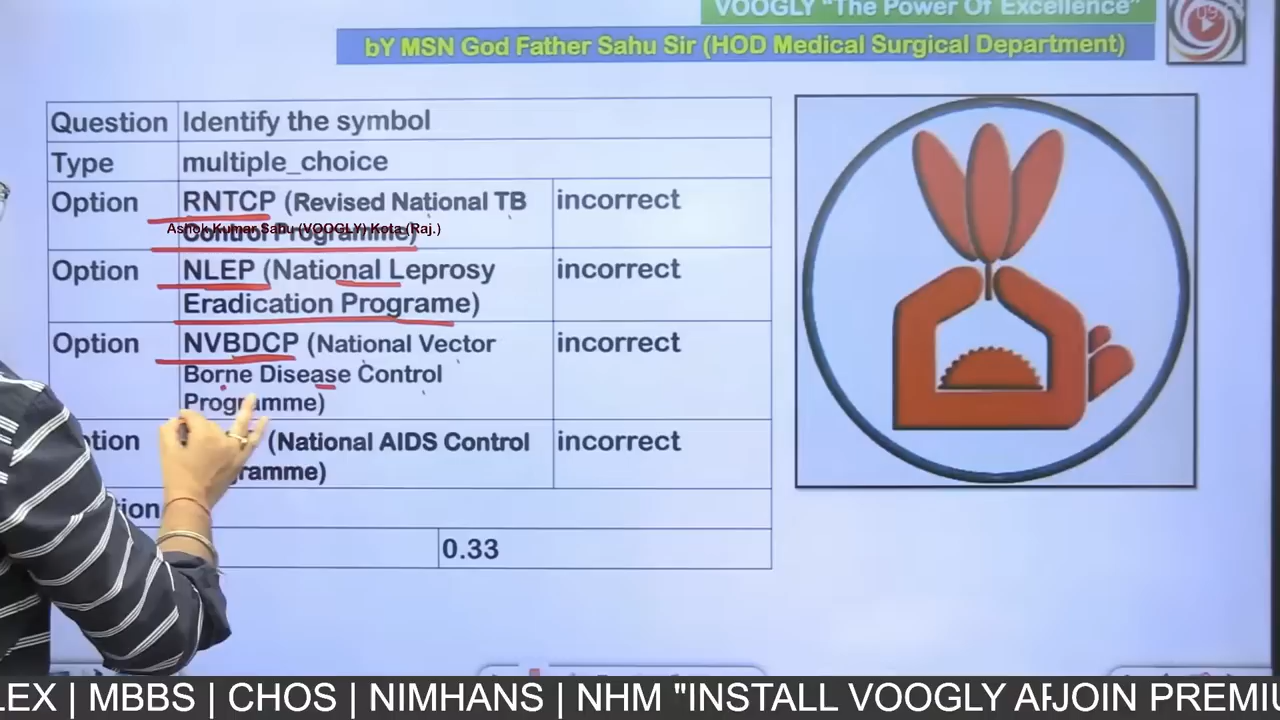 VOOGLY "The Power Of Excellence"
bY MSN God Father Sahu Sir (HOD Medical Surgical Department)
Question Identify the symbol
Type multiple_choice
Option RNTCP (Revised National TB incorrect
Control Programme)
Ashok Kumar Sahu (VOOGLY) Kota (Raj.)
Option NLEP (National Leprosy incorrect
Eradication Programe)
Option NVBDCP (National Vector incorrect
Borne Disease Control
Programme)
(National AIDS Control incorrect
0.33
LEX | MBBS | CHOS | NIMHANS | NHM "INSTALL VOOGLY JOIN